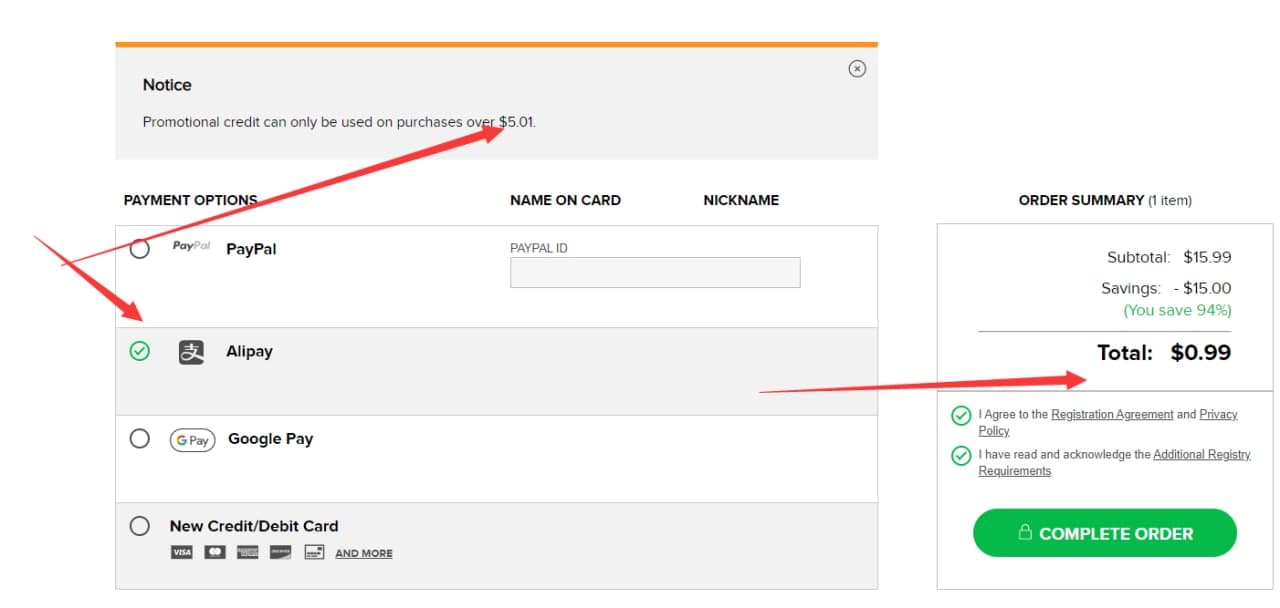 Notice
Promotional credit can only be used on purchases over $5.01.
PAYMENT OPTIONS
NAME ON CARD
NICKNAME
PayPal PayPal
PAYPAL ID
支 Alipay
G Pay Google Pay
New Credit/Debit Card
VISA
AND MORE
ORDER SUMMARY (1 item)
Subtotal: $15.99
Savings: - $15.00
(You save 94%)
Total: $0.99
I Agree to the Registration Agreement and Privacy
Policy
I have read and acknowledge the Additional Registry
Requirements
COMPLETE ORDER